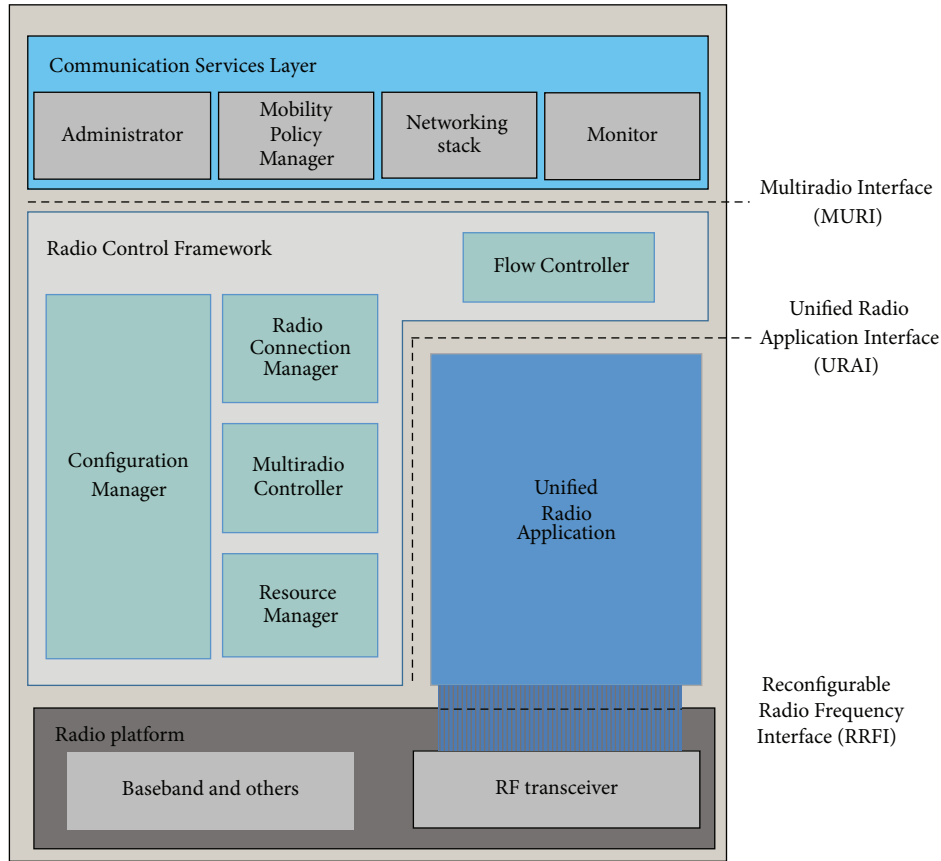 Communication Services Layer
Administrator
Mobility
Policy
Manager
Networking
stack
Monitor
Multiradio Interface
(MURI)
Radio Control Framework
Flow Controller
Configuration
Manager
Radio
Connection
Manager
Multiradio
Controller
Resource
Manager
Unified Radio
Application Interface
(URAI)
Unified
Radio
Application
Reconfigurable
Radio Frequency
Interface (RRFI)
Radio platform
Baseband and others
RF transceiver